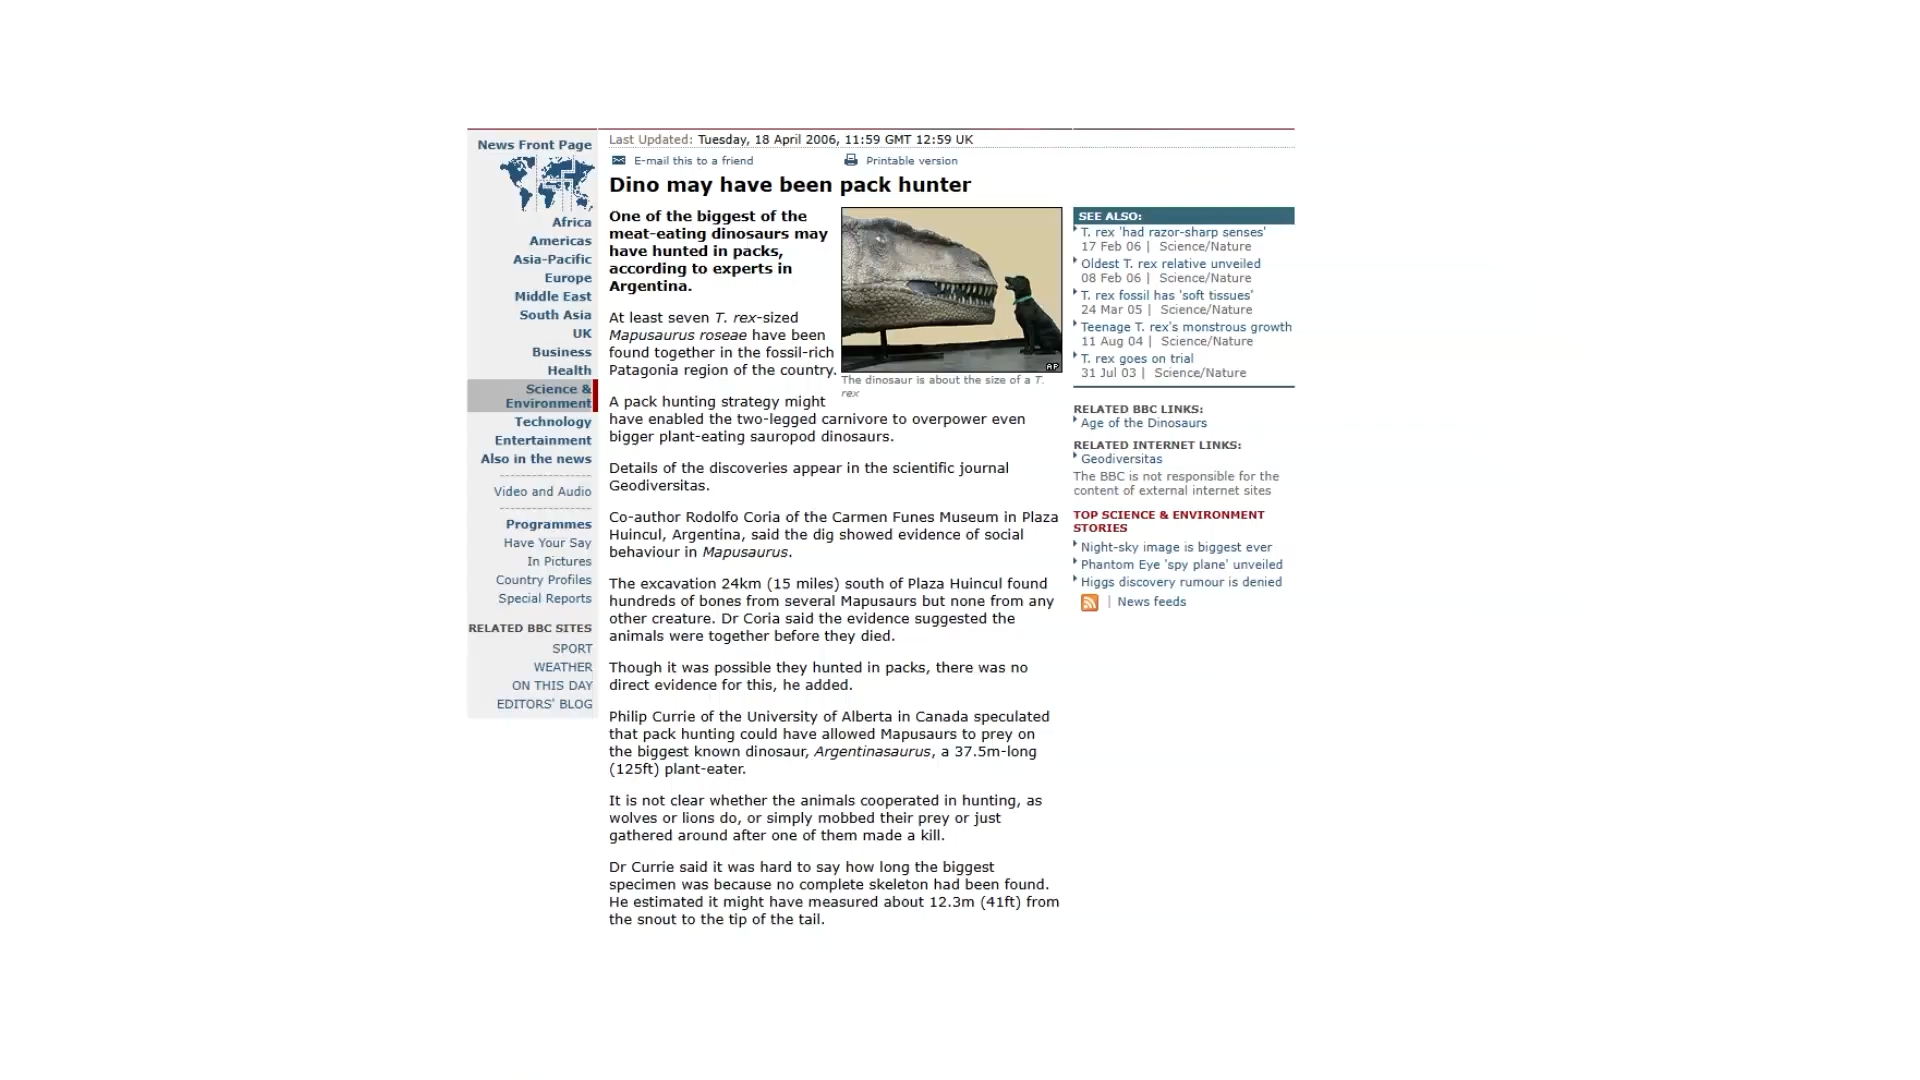 News Front Page
Africa
Americas
Asia-Pacific
Europe
Middle East
South Asia
UK
Business
Health
Science &
Environment
Technology
Entertainment
Also in the news
Video and Audio
Programmes
Have Your Say
In Pictures
Country Profiles
Special Reports
RELATED BBC SITES
SPORT
WEATHER
ON THIS DAY
EDITORS' BLOG
Last Updated: Tuesday, 18 April 2006, 11:59 GMT 12:59 UK
E-mail this to a friend
Printable version
Dino may have been pack hunter
One of the biggest of the
meat-eating dinosaurs may
have hunted in packs,
according to experts in
Argentina.
At least seven T. rex-sized
Mapusaurus roseae have been
found together in the fossil-rich
Patagonia region of the country.
AP
The dinosaur is about the size of a T.
rex
A pack hunting strategy might
have enabled the two-legged carnivore to overpower even
bigger plant-eating sauropod dinosaurs.
Details of the discoveries appear in the scientific journal
Geodiversitas.
Co-author Rodolfo Coria of the Carmen Funes Museum in Plaza
Huincul, Argentina, said the dig showed evidence of social
behaviour in Mapusaurus.
The excavation 24km (15 miles) south of Plaza Huincul found
hundreds of bones from several Mapusaurs but none from any
other creature. Dr Coria said the evidence suggested the
animals were together before they died.
Though it was possible they hunted in packs, there was no
direct evidence for this, he added.
Philip Currie of the University of Alberta in Canada speculated
that pack hunting could have allowed Mapusaurs to prey on
the biggest known dinosaur, Argentinasaurus, a 37.5m-long
(125ft) plant-eater.
It is not clear whether the animals cooperated in hunting, as
wolves or lions do, or simply mobbed their prey or just
gathered around after one of them made a kill.
Dr Currie said it was hard to say how long the biggest
specimen was because no complete skeleton had been found.
He estimated it might have measured about 12.3m (41ft) from
the snout to the tip of the tail.
SEE ALSO:
T. rex 'had razor-sharp senses'
17 Feb 06 | Science/Nature
Oldest T. rex relative unveiled
08 Feb 06 | Science/Nature
T. rex fossil has 'soft tissues'
24 Mar 05 | Science/Nature
Teenage T. rex's monstrous growth
11 Aug 04 | Science/Nature
T. rex goes on trial
31 Jul 03 | Science/Nature
RELATED BBC LINKS:
Age of the Dinosaurs
RELATED INTERNET LINKS:
Geodiversitas
The BBC is not responsible for the
content of external internet sites
TOP SCIENCE & ENVIRONMENT
STORIES
Night-sky image is biggest ever
Phantom Eye 'spy plane' unveiled
Higgs discovery rumour is denied
| News feeds